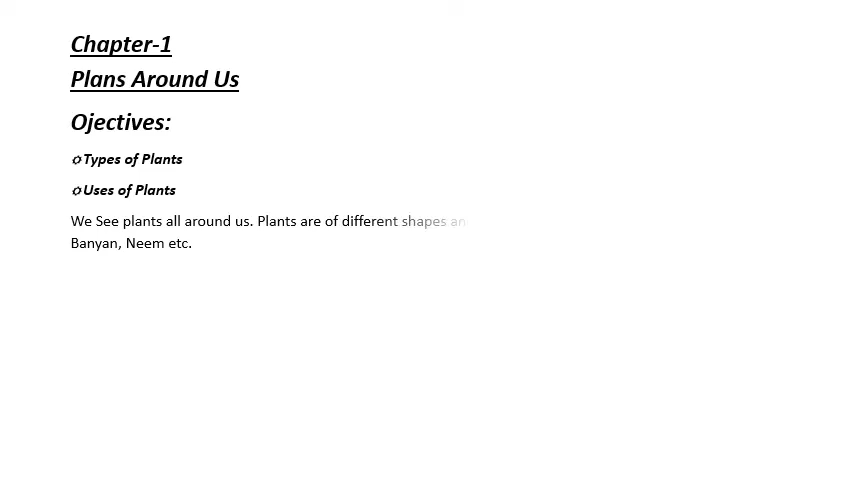 Chapter-1
Plans Around Us
Ojectives:
☼Types of Plants
☼Uses of Plants
We See plants all around us. Plants are of different shapes an
Banyan, Neem etc.